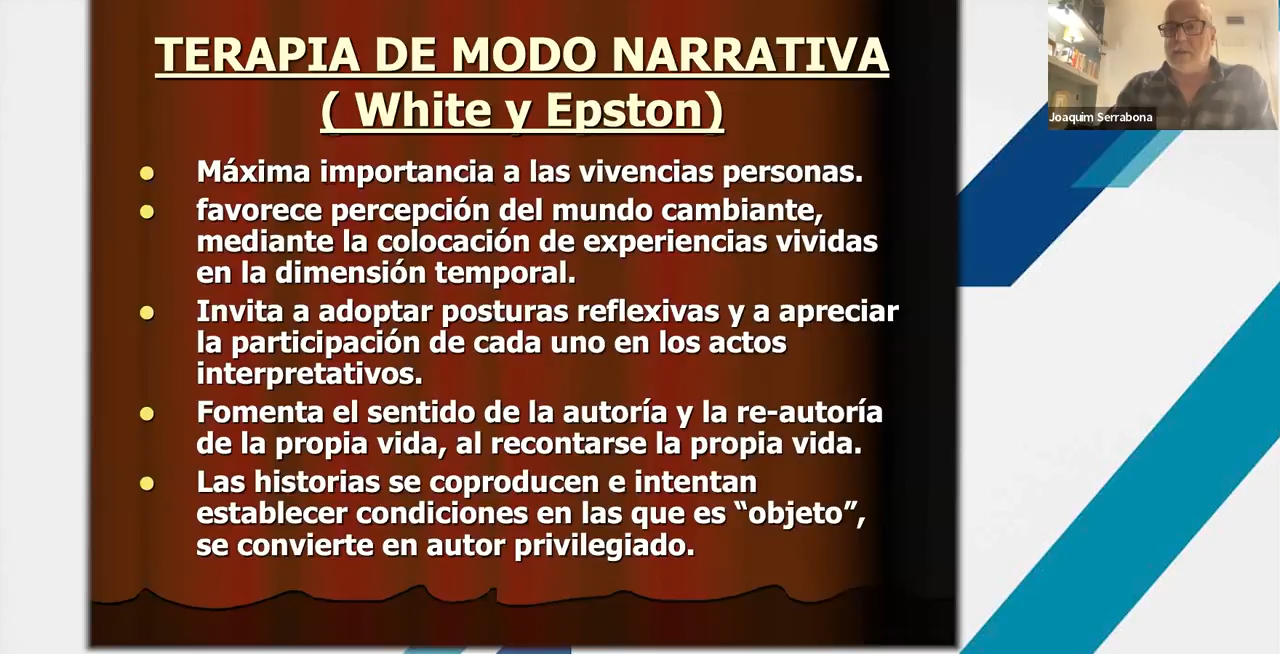 TERAPIA DE MODO NARRATIVA
( White y Epston)
Máxima importancia a las vivencias personas.
favorece percepción del mundo cambiante,
mediante la colocación de experiencias vividas
en la dimensión temporal.
Invita a adoptar posturas reflexivas y a apreciar
la participación de cada uno en los actos
interpretativos.
Fomenta el sentido de la autoría y la re-autoría
de la propia vida, al recontarse la propia vida.
Las historias se coproducen e intentan
establecer condiciones en las que es “objeto”,
se convierte en autor privilegiado.
Joaquim Serrabona